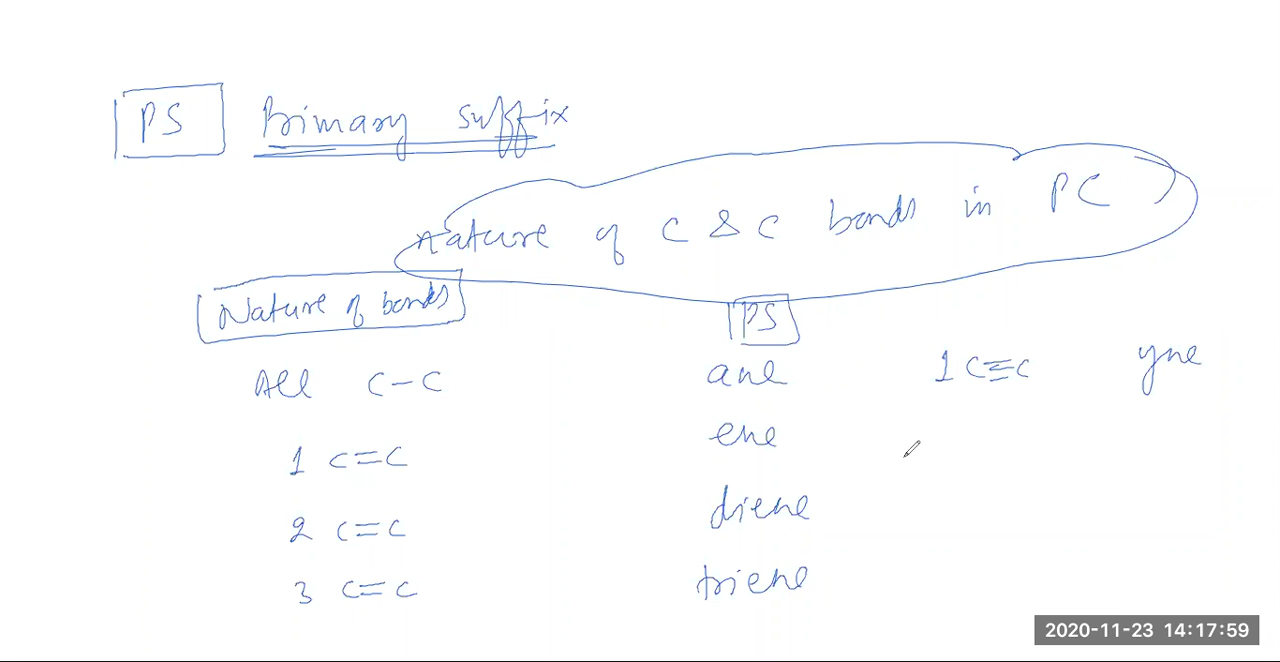 PS Primary suffix
nature of C & C bonds in PC
Nature of bonds PS
All C-C ane 1 C≡C yne
1 C=C ene
2 C=C diene
3 C=C triene
2020-11-23 14:17:59